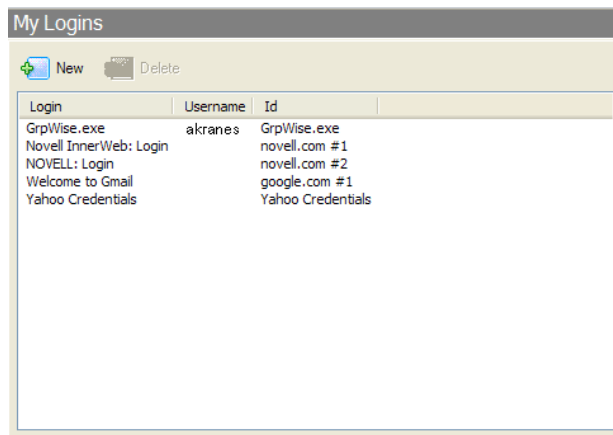 My Logins
New Delete
Login Username Id
GrpWise.exe akranes GrpWise.exe
Novell InnerWeb: Login novell.com #1
NOVELL: Login novell.com #2
Welcome to Gmail google.com #1
Yahoo Credentials Yahoo Credentials